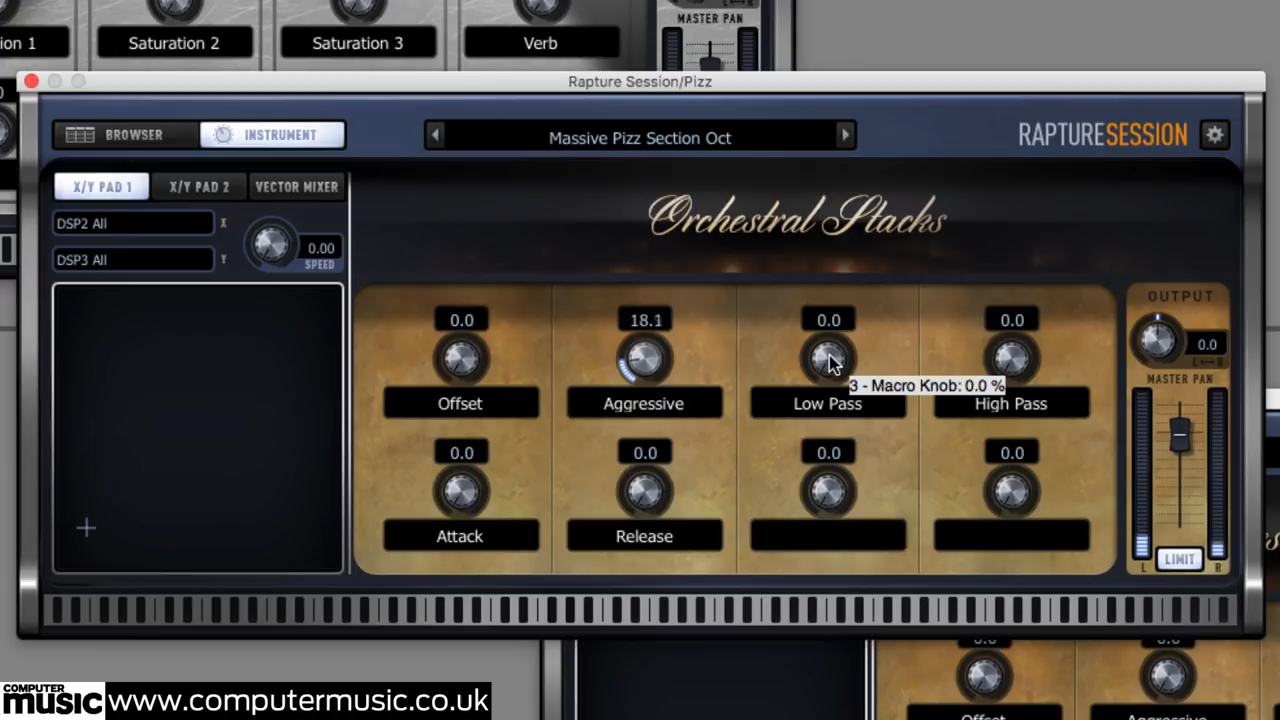 MASTER PAN
ion 1
Saturation 2
Saturation 3
Verb
Rapture Session/Pizz
BROWSER
INSTRUMENT
Massive Pizz Section Oct
RAPTURESESSION
X/Y PAD 1
X/Y PAD 2
VECTOR MIXER
DSP2 All
X
DSP3 All
Y
0.00
SPEED
Orchestral Stacks
0.0
18.1
0.0
0.0
3 - Macro Knob: 0.0 %
Offset
Aggressive
Low Pass
High Pass
0.0
0.0
0.0
0.0
Attack
Release
OUTPUT
0.0
L R
MASTER PAN
L
LIMIT
R
0.0
0.0
Offset
Aggressive
COMPUTER
music
www.computermusic.co.uk